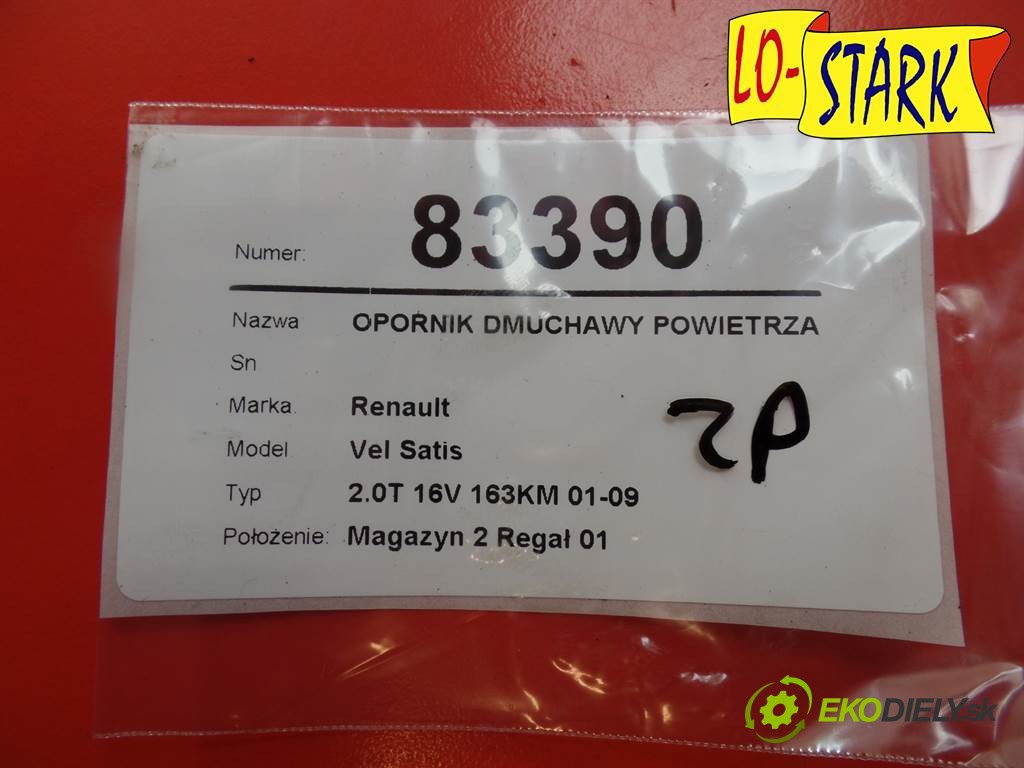 LO-STARK
Numer: 83390
Nazwa OPORNIK DMUCHAWY POWIETRZA
Sn
Marka Renault
Model Vel Satis
Typ 2.0T 16V 163KM 01-09
Położenie: Magazyn 2 Regał 01
ZP
EKODIELY.sk